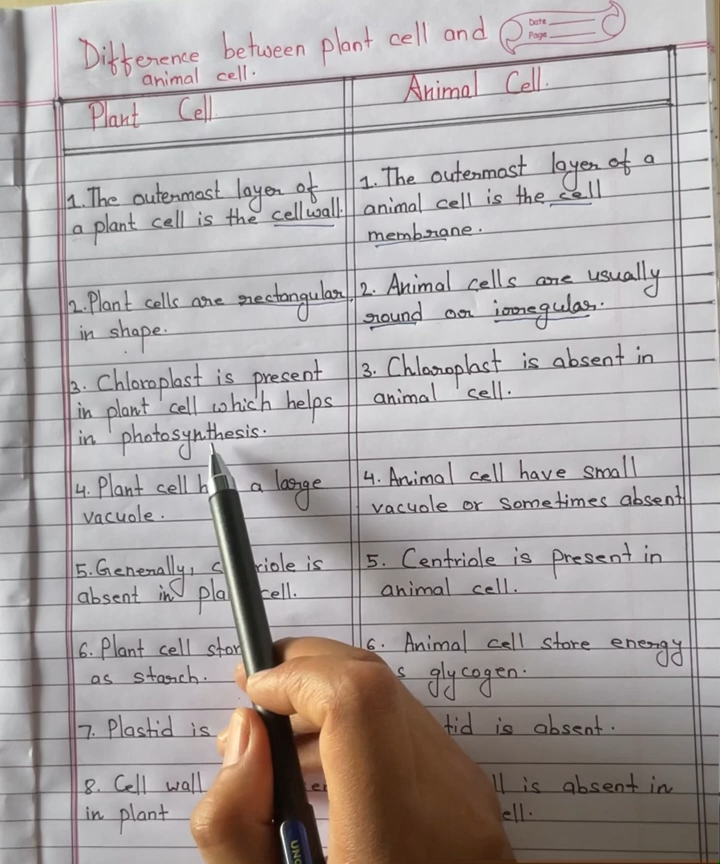 Difference between plant cell and
animal cell.
Date
Page
Plant Cell
Animal Cell.
1. The outermost layer of
a plant cell is the cell wall.
1. The outermost layer of a
animal cell is the cell
membrane.
2. Plant cells are rectangular
in shape.
2. Animal cells are usually
round or irregular.
3. Chloroplast is present
in plant cell which helps
in photosynthesis.
3. Chloroplast is absent in
animal cell.
4. Plant cell a large
vacuole.
4. Animal cell have small
vacuole or sometimes absent
5. Generally, is
absent in cell.
5. Centriole is present in
animal cell.
6. Plant cell
as starch.
6. Animal cell store energy
glycogen.
7. Plastid is
is absent.
8. Cell wall
in plant
is absent in
UNO